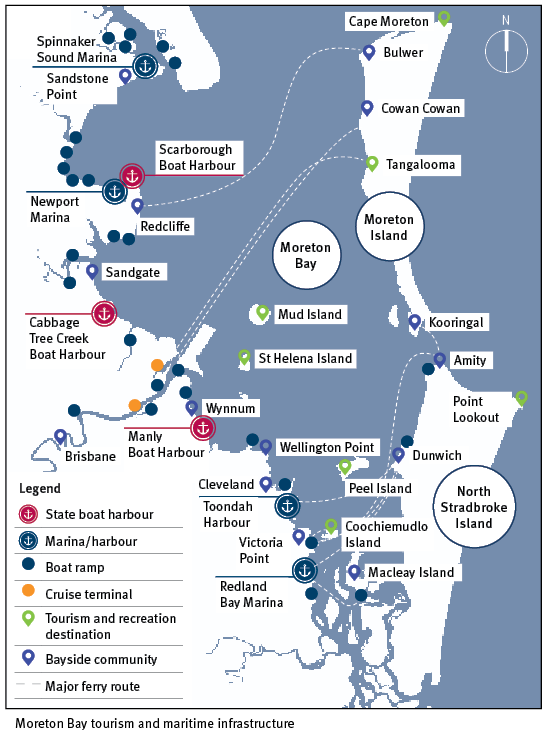 Cape Moreton
N
Spinnaker
Sound Marina
Bulwer
Sandstone
Point
Cowan Cowan
Scarborough
Boat Harbour
Tangalooma
Newport
Marina
Moreton
Island
Redcliffe
Moreton
Bay
Sandgate
Mud Island
Kooringal
Cabbage
Tree Creek
Boat Harbour
St Helena Island
Amity
Point
Lookout
Wynnum
Manly
Boat Harbour
Brisbane
Wellington Point
Dunwich
Cleveland
Peel Island
Toondah
Harbour
North
Stradbroke
Island
Coochiemudlo
Island
Victoria
Point
Macleay Island
Redland
Bay Marina
Legend
State boat harbour
Marina/harbour
Boat ramp
Cruise terminal
Tourism and recreation
destination
Bayside community
Major ferry route
Moreton Bay tourism and maritime infrastructure